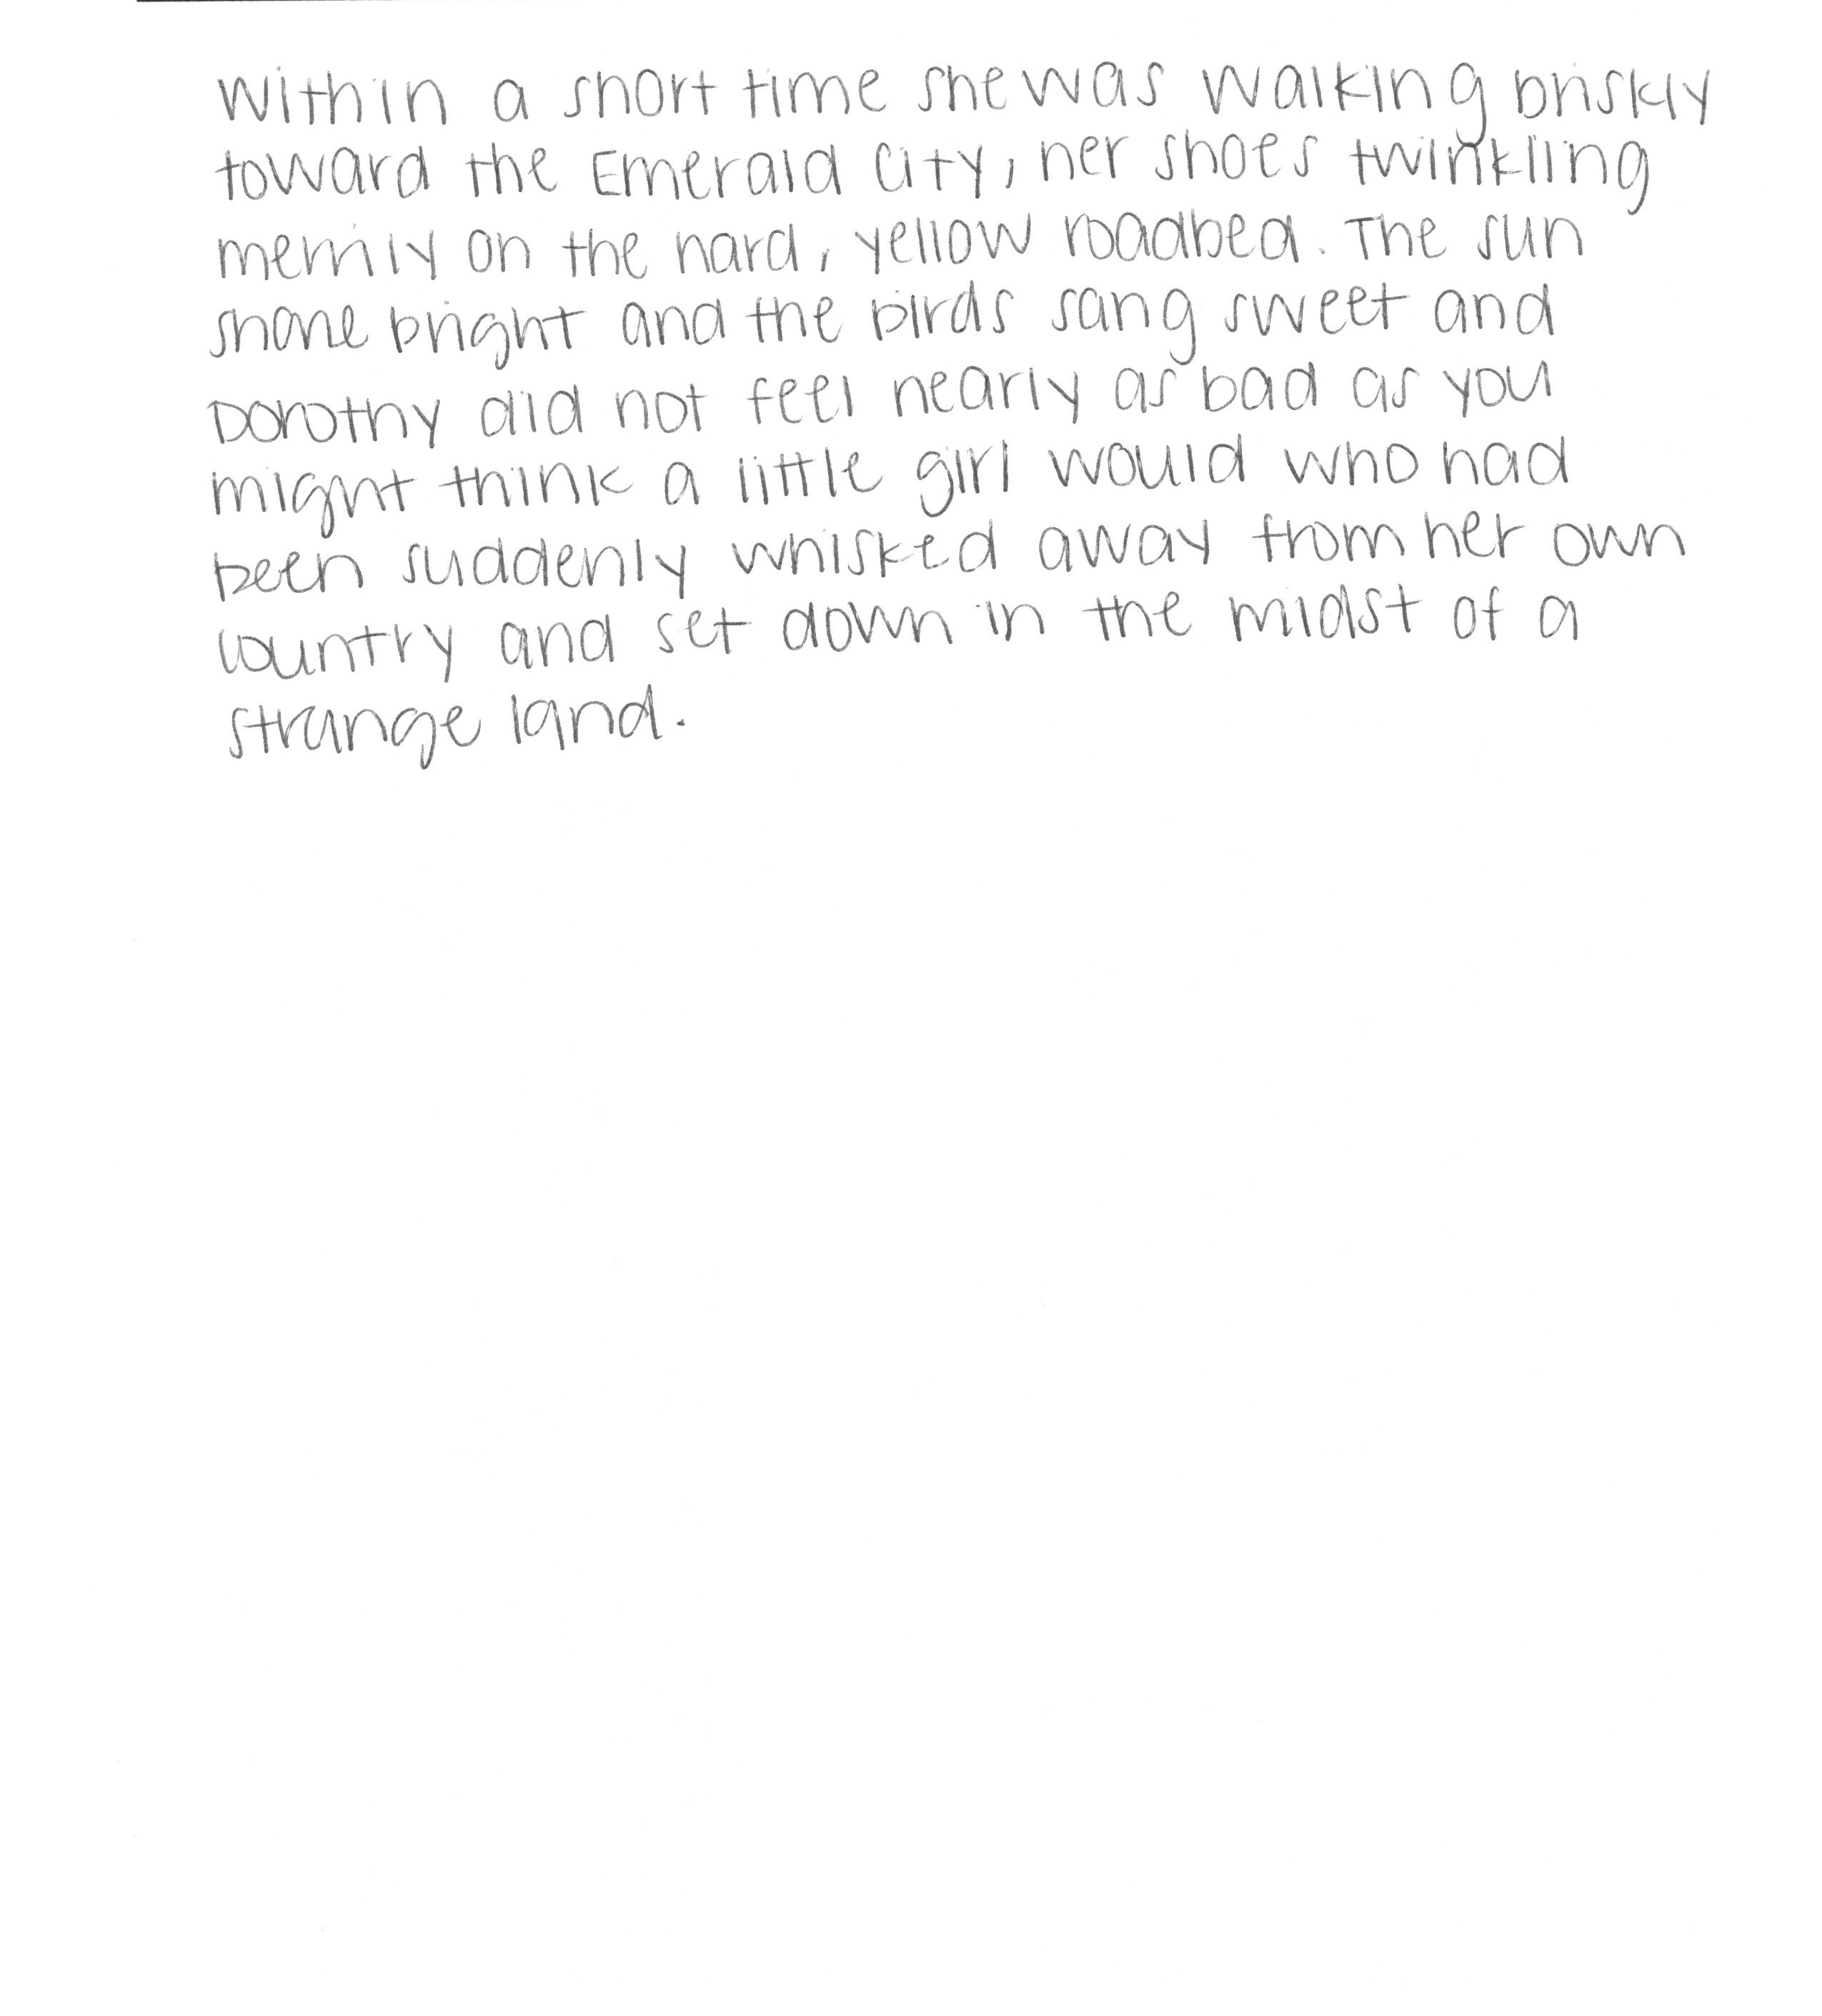 Within a short time she was walking briskly
toward the Emerald City, her shoes twinkling
merrily on the hard, yellow roadbed. The sun
shone bright and the birds sang sweet and
Dorothy did not feel nearly as bad as you
might think a little girl would who had
been suddenly whisked away from her own
country and set down in the midst of a
strange land.